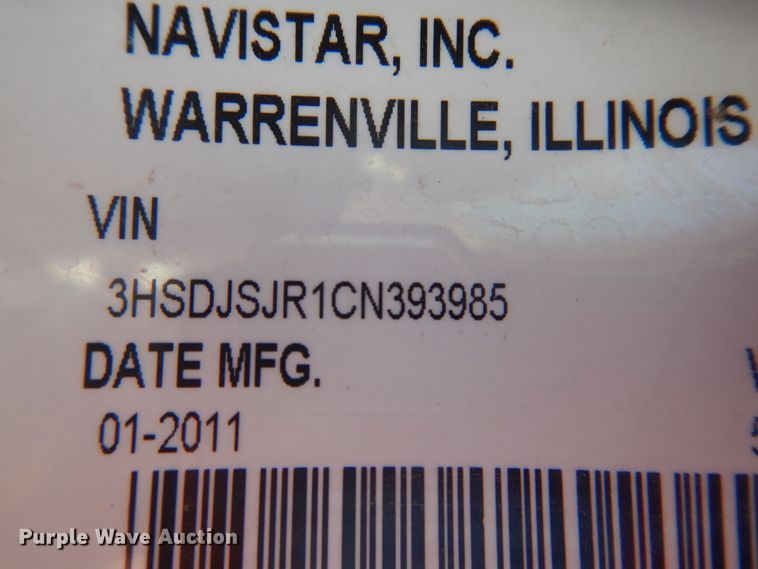 NAVISTAR, INC.
WARRENVILLE, ILLINOIS
VIN
3HSDJSJR1CN393985
DATE MFG.
01-2011
Purple Wave Auction